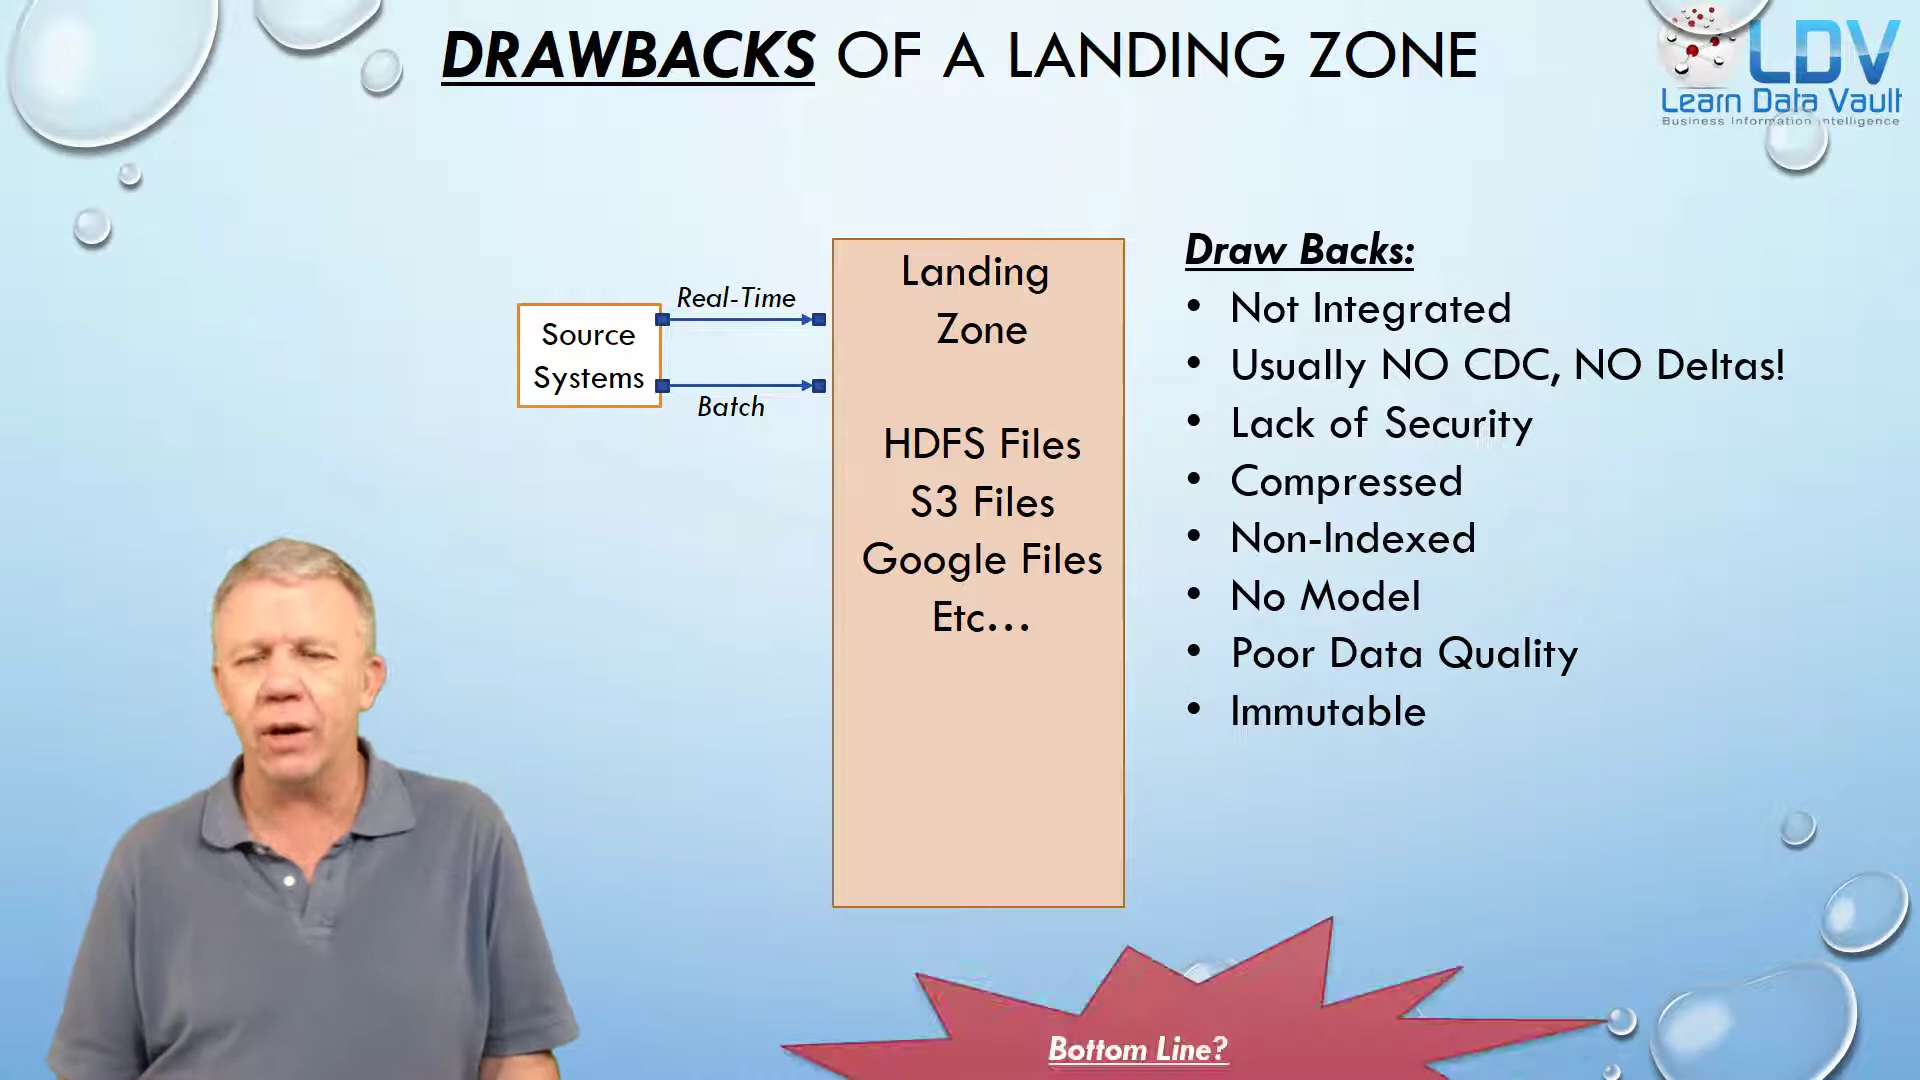 DRAWBACKS OF A LANDING ZONE
LDV
Learn Data Vault
Business Information Intelligence
Source
Systems
Real-Time
Batch
Landing
Zone
HDFS Files
S3 Files
Google Files
Etc...
Draw Backs:
• Not Integrated
• Usually NO CDC, NO Deltas!
• Lack of Security
• Compressed
• Non-Indexed
• No Model
• Poor Data Quality
• Immutable
Bottom Line?